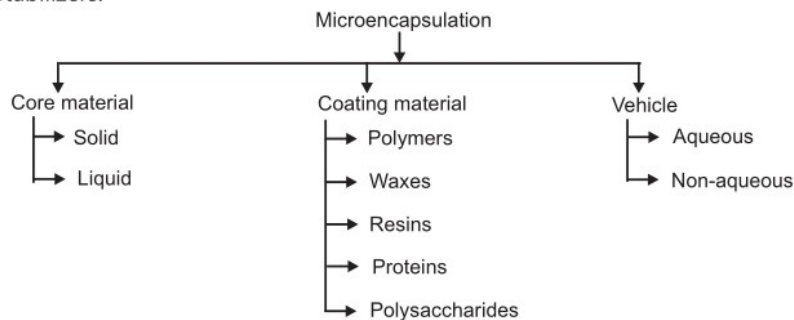 Microencapsulation
Core material
Solid
Liquid
Coating material
Polymers
Waxes
Resins
Proteins
Polysaccharides
Vehicle
Aqueous
Non-aqueous